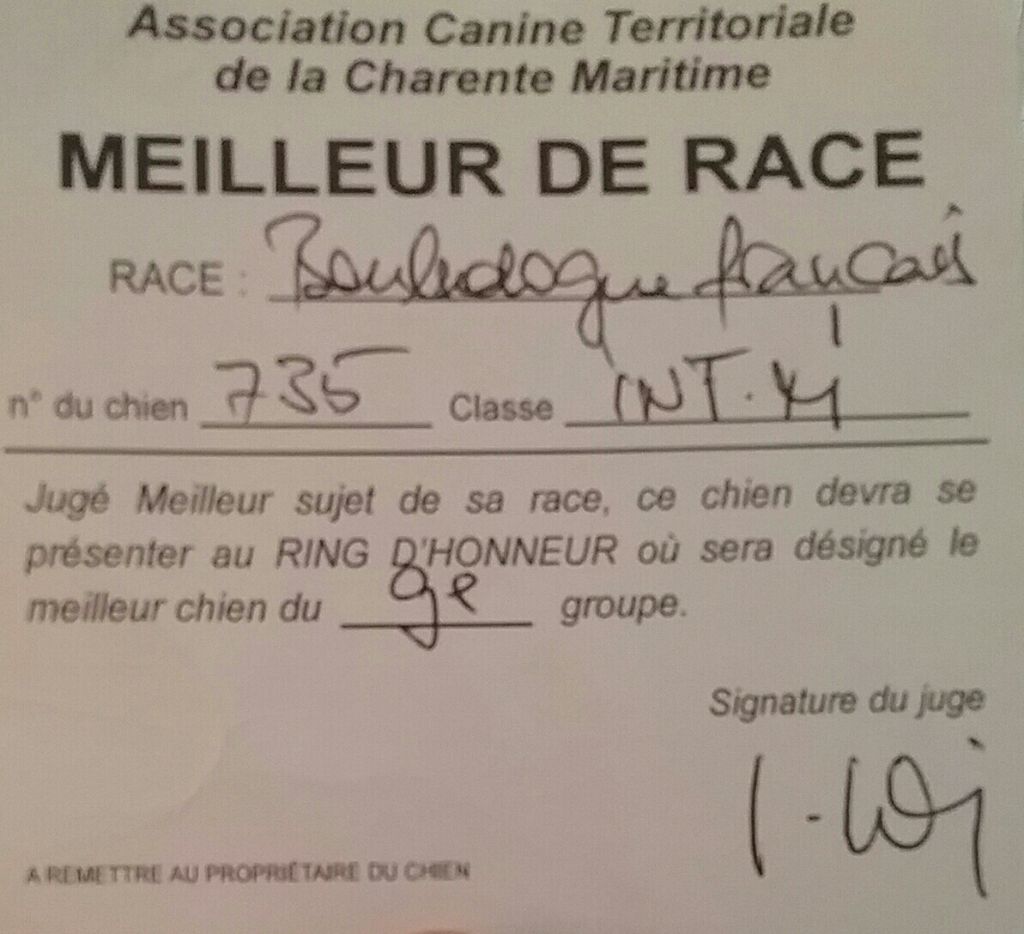 Association Canine Territoriale
de la Charente Maritime
MEILLEUR DE RACE
RACE : Bouledogue français
n° du chien 735 Classe INT.
Jugé Meilleur sujet de sa race, ce chien devra se
présenter au RING D'HONNEUR où sera désigné le
meilleur chien du 9e groupe.
Signature du juge
A REMETTRE AU PROPRIÉTAIRE DU CHIEN